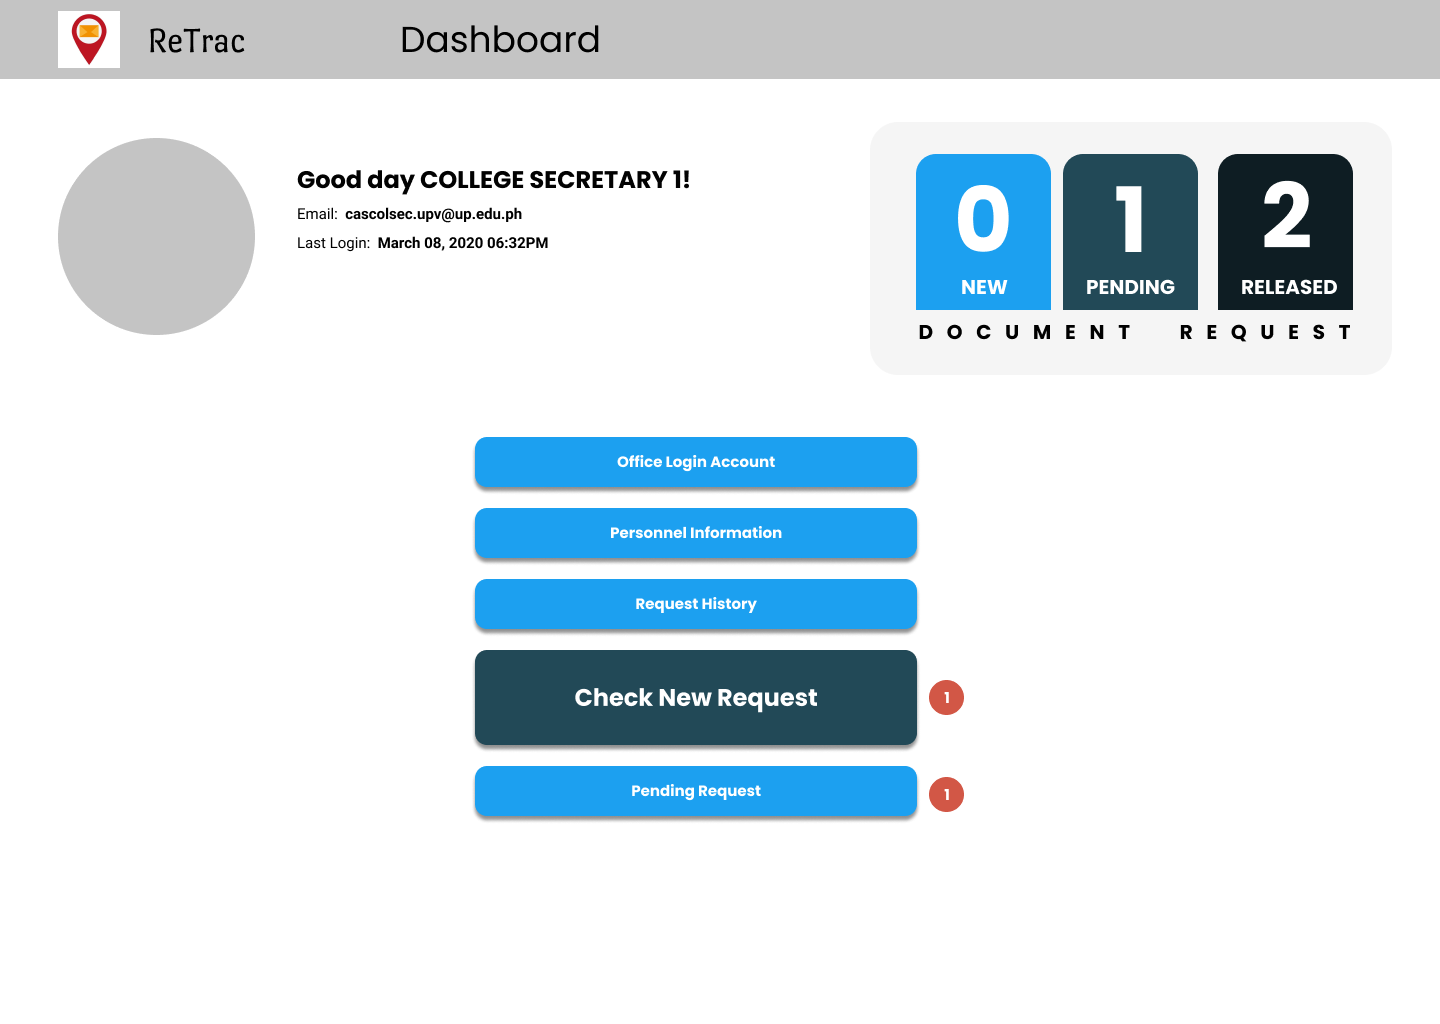 ReTrac
Dashboard
Good day COLLEGE SECRETARY 1!
Email: cascolsec.upv@up.edu.ph
Last Login: March 08, 2020 06:32PM
0
NEW
1
PENDING
2
RELEASED
DOCUMENT REQUEST
Office Login Account
Personnel Information
Request History
Check New Request
1
Pending Request
1